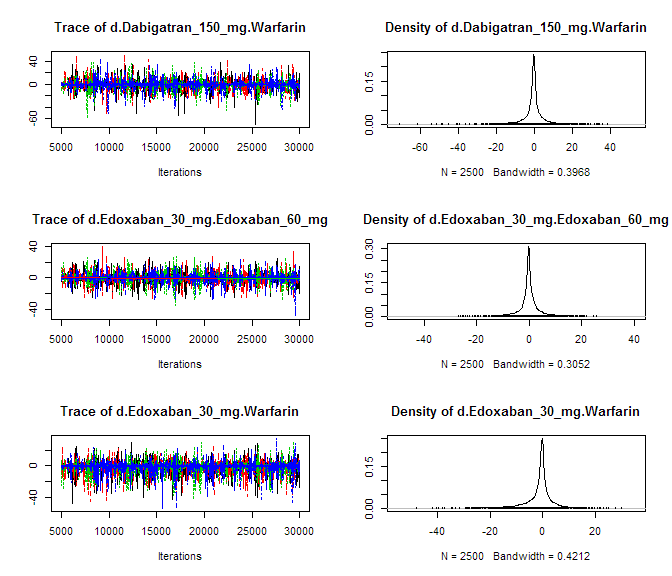 Trace of d.Dabigatran_150_mg.Warfarin
40
0
-60
5000 10000 15000 20000 25000 30000
Iterations
Density of d.Dabigatran_150_mg.Warfarin
0.15
0.00
-60 -40 -20 0 20 40
N = 2500 Bandwidth = 0.3968
Trace of d.Edoxaban_30_mg.Edoxaban_60_mg
40
0
-40
5000 10000 15000 20000 25000 30000
Iterations
Density of d.Edoxaban_30_mg.Edoxaban_60_mg
0.30
0.15
0.00
-40 -20 0 20 40
N = 2500 Bandwidth = 0.3052
Trace of d.Edoxaban_30_mg.Warfarin
0
-40
5000 10000 15000 20000 25000 30000
Iterations
Density of d.Edoxaban_30_mg.Warfarin
0.15
0.00
-40 -20 0 20
N = 2500 Bandwidth = 0.4212